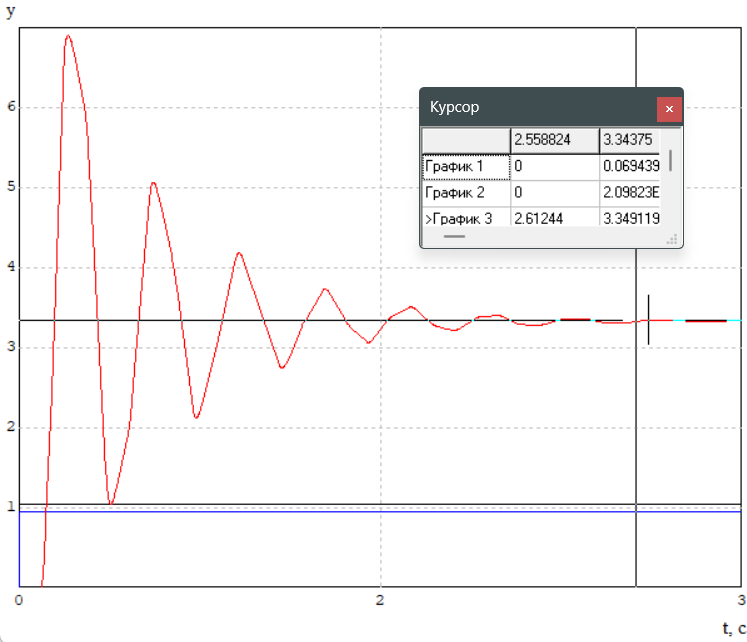 y
6
5
4
3
2
1
0 2 3
t, с
Курсор
2.558824 3.34375
График 1 0 0.069439
График 2 0 2.09823E
>График 3 2.61244 3.349119